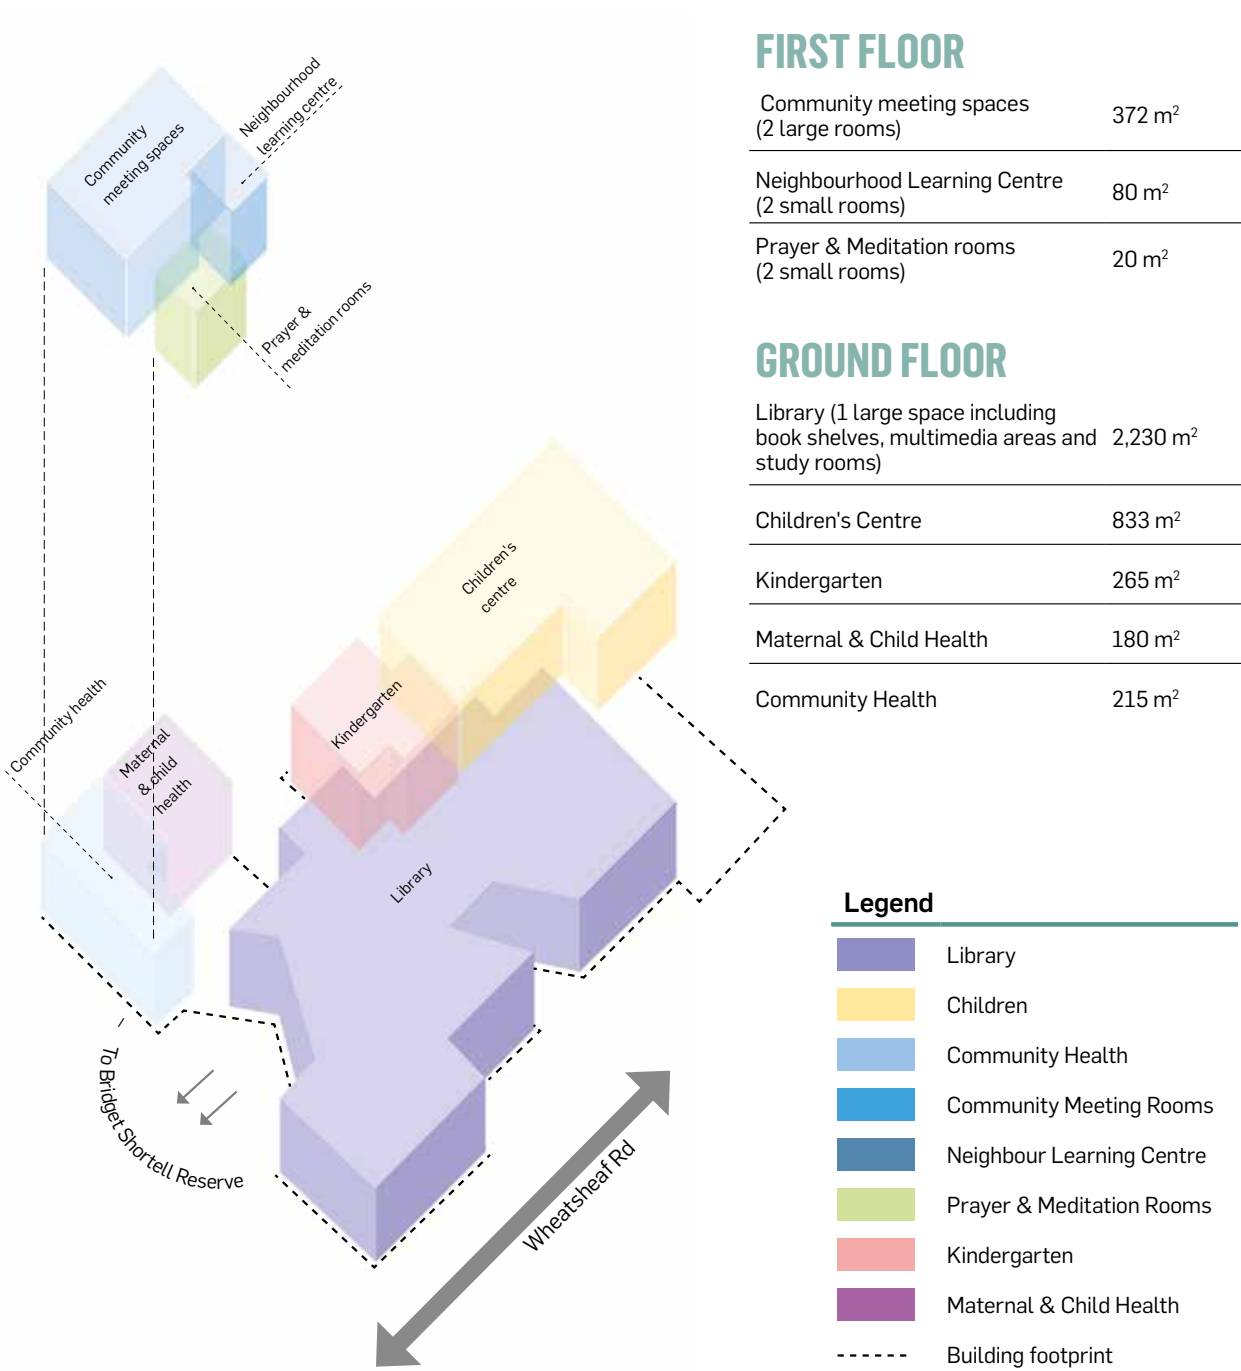 Neighbourhood
learning centre
Community
meeting spaces
Prayer &
meditation rooms
Children's
centre
Kindergarten
Community health
Maternal
& child
health
Library
To Bridget Shortell Reserve
Wheatsheaf Rd
FIRST FLOOR
Community meeting spaces
(2 large rooms)
372 m²
Neighbourhood Learning Centre
(2 small rooms)
80 m²
Prayer & Meditation rooms
(2 small rooms)
20 m²
GROUND FLOOR
Library (1 large space including
book shelves, multimedia areas and
study rooms)
2,230 m²
Children's Centre
833 m²
Kindergarten
265 m²
Maternal & Child Health
180 m²
Community Health
215 m²
Legend
Library
Children
Community Health
Community Meeting Rooms
Neighbour Learning Centre
Prayer & Meditation Rooms
Kindergarten
Maternal & Child Health
Building footprint